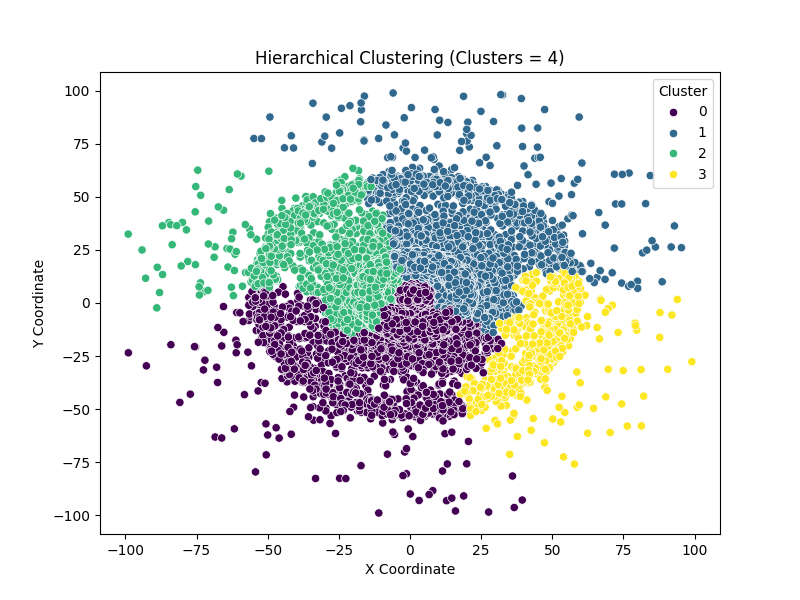 Hierarchical Clustering (Clusters = 4)
Cluster
0
1
2
3
100
75
50
25
0
−25
−50
−75
−100
Y Coordinate
−100 −75 −50 −25 0 25 50 75 100
X Coordinate